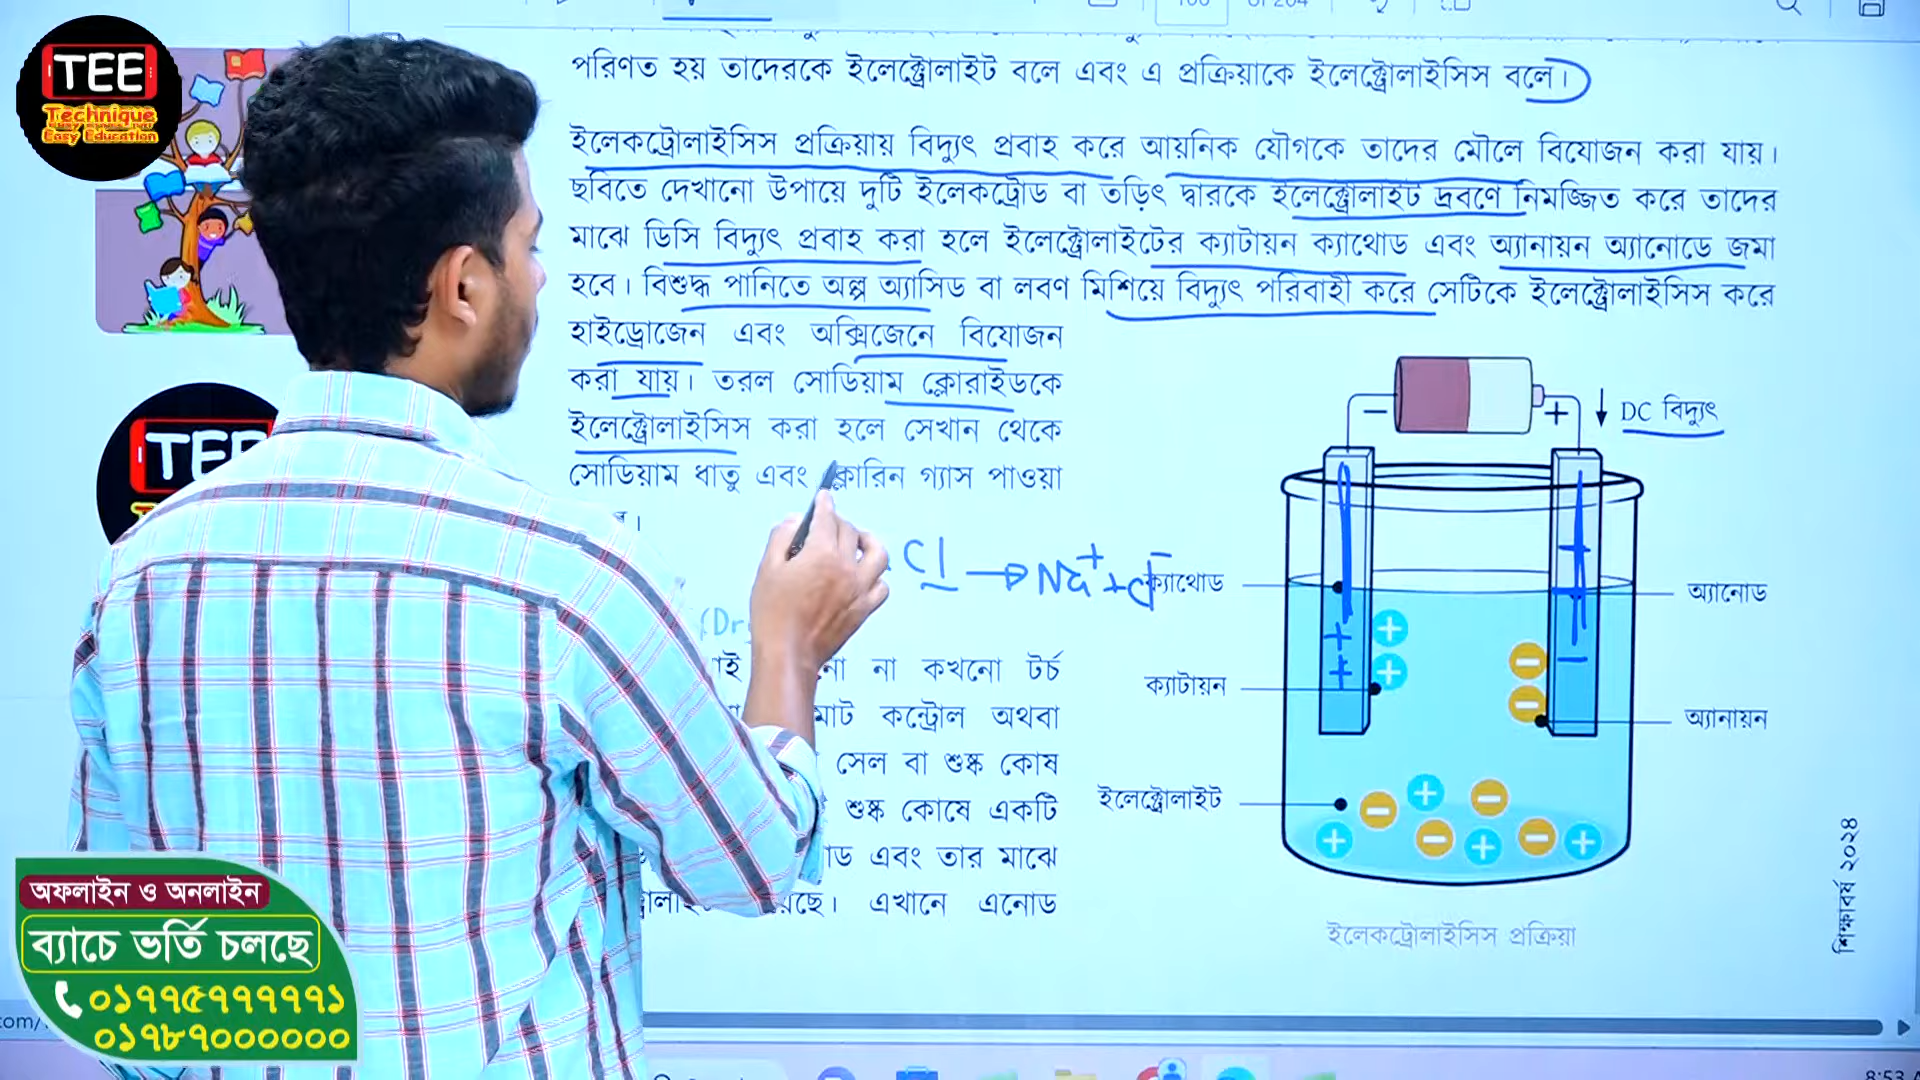 TEE
Technique
Easy Education
পরিণত হয় তাদেরকে ইলেক্ট্রোলাইট বলে এবং এ প্রক্রিয়াকে ইলেক্ট্রোলাইসিস বলে।
ইলেকট্রোলাইসিস প্রক্রিয়ায় বিদ্যুৎ প্রবাহ করে আয়নিক যৌগকে তাদের মৌলে বিযোজন করা যায়।
ছবিতে দেখানো উপায়ে দুটি ইলেকট্রোড বা তড়িৎ দ্বারকে ইলেক্ট্রোলাইট দ্রবণে নিমজ্জিত করে তাদের
মাঝে ডিসি বিদ্যুৎ প্রবাহ করা হলে ইলেক্ট্রোলাইটের ক্যাটায়ন ক্যাথোড এবং অ্যানায়ন অ্যানোডে জমা
হবে। বিশুদ্ধ পানিতে অল্প অ্যাসিড বা লবণ মিশিয়ে বিদ্যুৎ পরিবাহী করে সেটিকে ইলেক্ট্রোলাইসিস করে
হাইড্রোজেন এবং অক্সিজেনে বিযোজন
করা যায়। তরল সোডিয়াম ক্লোরাইডকে
ইলেক্ট্রোলাইসিস করা হলে সেখান থেকে
সোডিয়াম ধাতু এবং ক্লোরিন গ্যাস পাওয়া
Cl → Na⁺ + Cl⁻
না কখনো টর্চ
কন্ট্রোল অথবা
সেল বা শুষ্ক কোষ
শুষ্ক কোষে একটি
এবং তার মাঝে
এখানে এনোড
− + DC বিদ্যুৎ
ক্যাথোড
অ্যানোড
ক্যাটায়ন
অ্যানায়ন
ইলেক্ট্রোলাইট
ইলেকট্রোলাইসিস প্রক্রিয়া
শিক্ষাবর্ষ ২০২৪
TEE
অফলাইন ও অনলাইন
ব্যাচে ভর্তি চলছে
০১৭৭৫৭৭৭৭৭১
০১৭৮৭০০০০০০